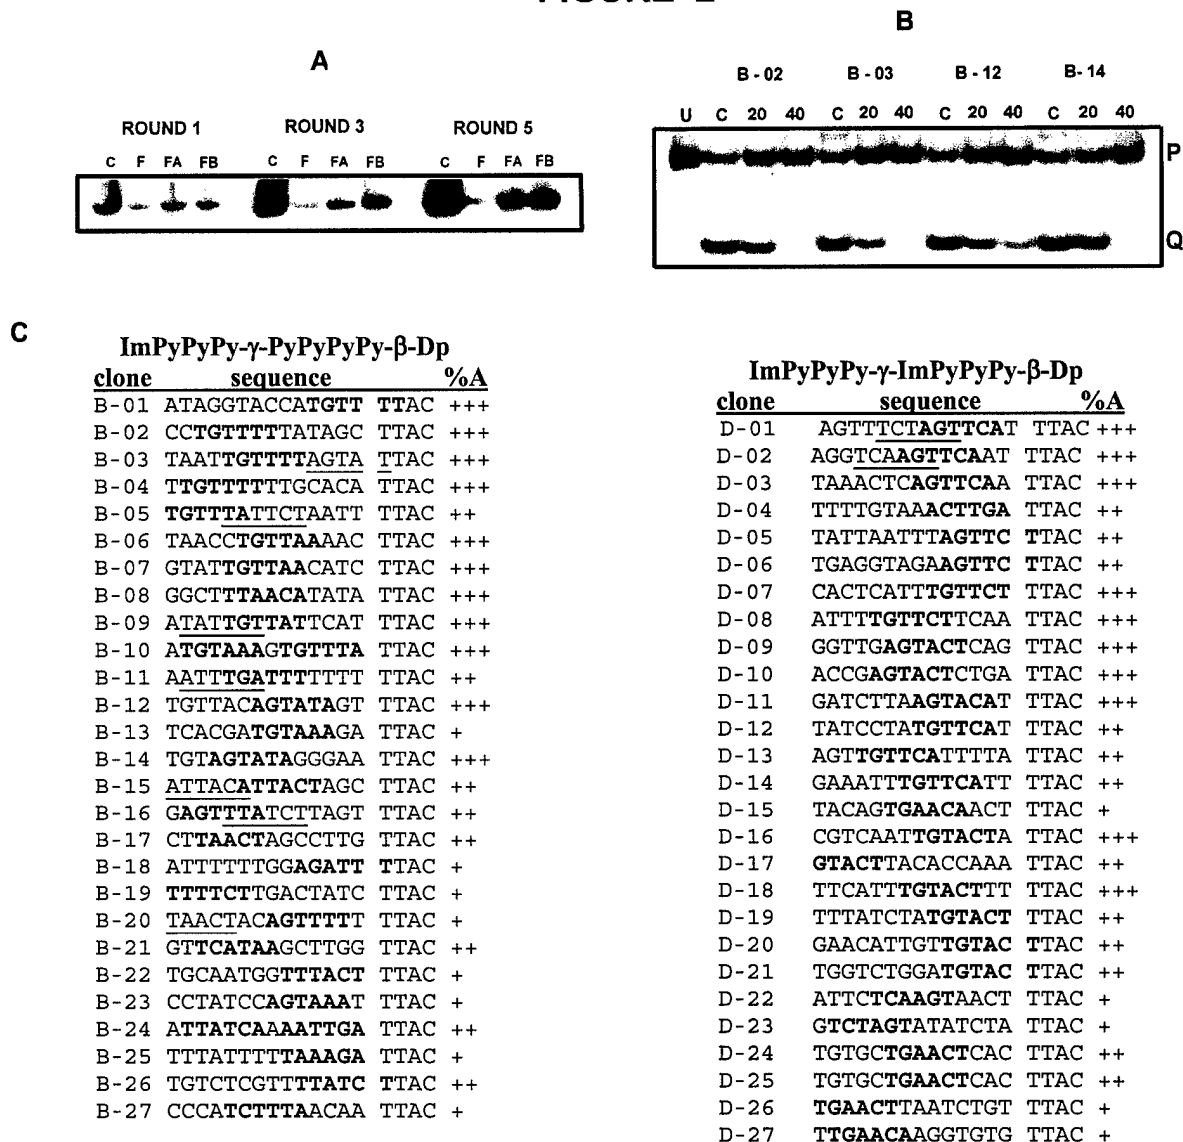 A
ROUND 1 ROUND 3 ROUND 5
C F FA FB C F FA FB C F FA FB
B
B - 02 B - 03 B - 12 B- 14
U C 20 40 C 20 40 C 20 40 C 20 40
P
Q
C
ImPyPyPy-γ-PyPyPyPy-β-Dp
clone sequence %A
B-01 ATAGGTACCATGTT TTAC +++
B-02 CCTGTTTTTATAGC TTAC +++
B-03 TAATTGTTTTAGTA TTAC +++
B-04 TTGTTTTTTGCACA TTAC +++
B-05 TGTTTATTCTAATT TTAC ++
B-06 TAACCTGTTAAAAC TTAC +++
B-07 GTATTGTTAACATC TTAC +++
B-08 GGCTTTAACATATA TTAC +++
B-09 ATATTGTTATTCAT TTAC +++
B-10 ATGTAAAGTGTTTA TTAC +++
B-11 AATTTGATTTTTTT TTAC ++
B-12 TGTTACAGTATAGT TTAC +++
B-13 TCACGATGTAAAGA TTAC +
B-14 TGTAGTATAGGGAA TTAC +++
B-15 ATTACATTACTAGC TTAC ++
B-16 GAGTTTATCTTAGT TTAC ++
B-17 CTTAACTAGCCTTG TTAC ++
B-18 ATTTTTTGGAGATT TTAC +
B-19 TTTTCTTGACTATC TTAC +
B-20 TAACTACAGTTTTT TTAC +
B-21 GTTCATAAGCTTGG TTAC ++
B-22 TGCAATGGTTTACT TTAC +
B-23 CCTATCCAGTAAAT TTAC +
B-24 ATTATCAAAATTGA TTAC ++
B-25 TTTATTTTTAAAGA TTAC +
B-26 TGTCTCGTTTTATC TTAC ++
B-27 CCCATCTTTAACAA TTAC +
ImPyPyPy-γ-ImPyPyPy-β-Dp
clone sequence %A
D-01 AGTTTCTAGTTCAT TTAC +++
D-02 AGGTCAAGTTCAAT TTAC +++
D-03 TAAACTCAGTTCAA TTAC +++
D-04 TTTTGTAAACTTGA TTAC ++
D-05 TATTAATTTAGTTC TTAC ++
D-06 TGAGGTAGAAGTTC TTAC ++
D-07 CACTCATTTGTTCT TTAC +++
D-08 ATTTTGTTCTTCAA TTAC +++
D-09 GGTTGAGTACTCAG TTAC +++
D-10 ACCGAGTACTCTGA TTAC +++
D-11 GATCTTAAGTACAT TTAC +++
D-12 TATCCTATGTTCAT TTAC ++
D-13 AGTTGTTCATTTTA TTAC ++
D-14 GAAATTTGTTCATT TTAC ++
D-15 TACAGTGAACAACT TTAC +
D-16 CGTCAATTGTACTA TTAC +++
D-17 GTACTTACACCAAA TTAC ++
D-18 TTCATTTGTACTTT TTAC +++
D-19 TTTATCTATGTACT TTAC ++
D-20 GAACATTGTTGTAC TTAC ++
D-21 TGGTCTGGATGTAC TTAC ++
D-22 ATTCTCAAGTAACT TTAC +
D-23 GTCTAGTATATCTA TTAC +
D-24 TGTGCTGAACTCAC TTAC ++
D-25 TGTGCTGAACTCAC TTAC ++
D-26 TGAACTTAATCTGT TTAC +
D-27 TTGAACAAGGTGTG TTAC +